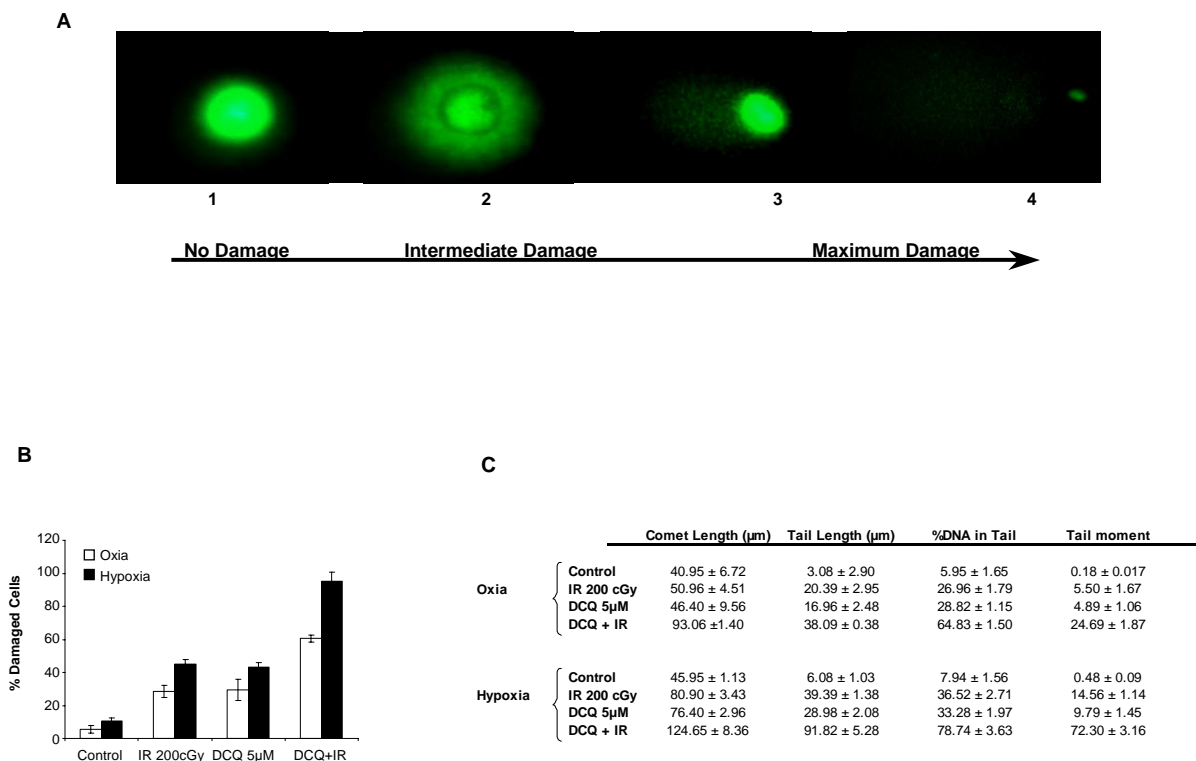 A
1 2 3 4
No Damage Intermediate Damage Maximum Damage
B
C
120
100
80
60
40
20
0
% Damaged Cells
Oxia
Hypoxia
Control IR 200cGy DCQ 5µM DCQ+IR
Comet Length (µm) Tail Length (µm) %DNA in Tail Tail moment
Oxia
Control 40.95 ± 6.72 3.08 ± 2.90 5.95 ± 1.65 0.18 ± 0.017
IR 200 cGy 50.96 ± 4.51 20.39 ± 2.95 26.96 ± 1.79 5.50 ± 1.67
DCQ 5µM 46.40 ± 9.56 16.96 ± 2.48 28.82 ± 1.15 4.89 ± 1.06
DCQ + IR 93.06 ±1.40 38.09 ± 0.38 64.83 ± 1.50 24.69 ± 1.87
Hypoxia
Control 45.95 ± 1.13 6.08 ± 1.03 7.94 ± 1.56 0.48 ± 0.09
IR 200 cGy 80.90 ± 3.43 39.39 ± 1.38 36.52 ± 2.71 14.56 ± 1.14
DCQ 5µM 76.40 ± 2.96 28.98 ± 2.08 33.28 ± 1.97 9.79 ± 1.45
DCQ + IR 124.65 ± 8.36 91.82 ± 5.28 78.74 ± 3.63 72.30 ± 3.16